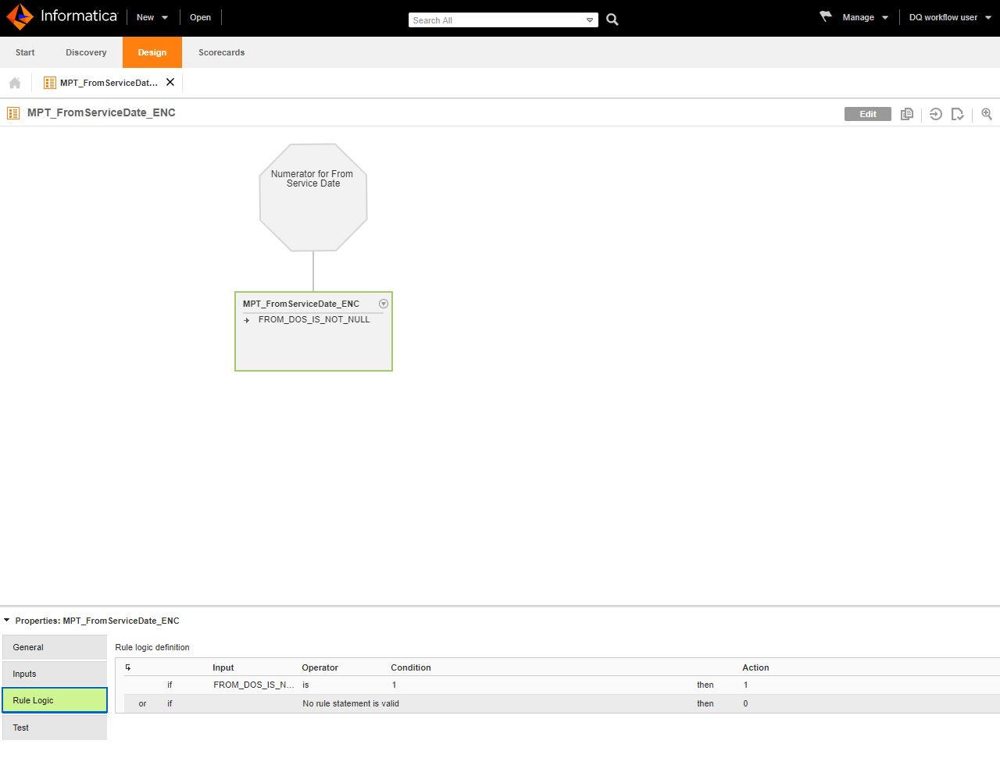 Informatica New Open Search All Manage DQ workflow user
Start Discovery Design Scorecards
MPT_FromServiceDat...
MPT_FromServiceDate_ENC Edit
Numerator for From
Service Date
MPT_FromServiceDate_ENC
FROM_DOS_IS_NOT_NULL
Properties: MPT_FromServiceDate_ENC
General
Inputs
Rule Logic
Test
Rule logic definition
Input Operator Condition Action
if FROM_DOS_IS_N... is 1 then 1
or if No rule statement is valid then 0